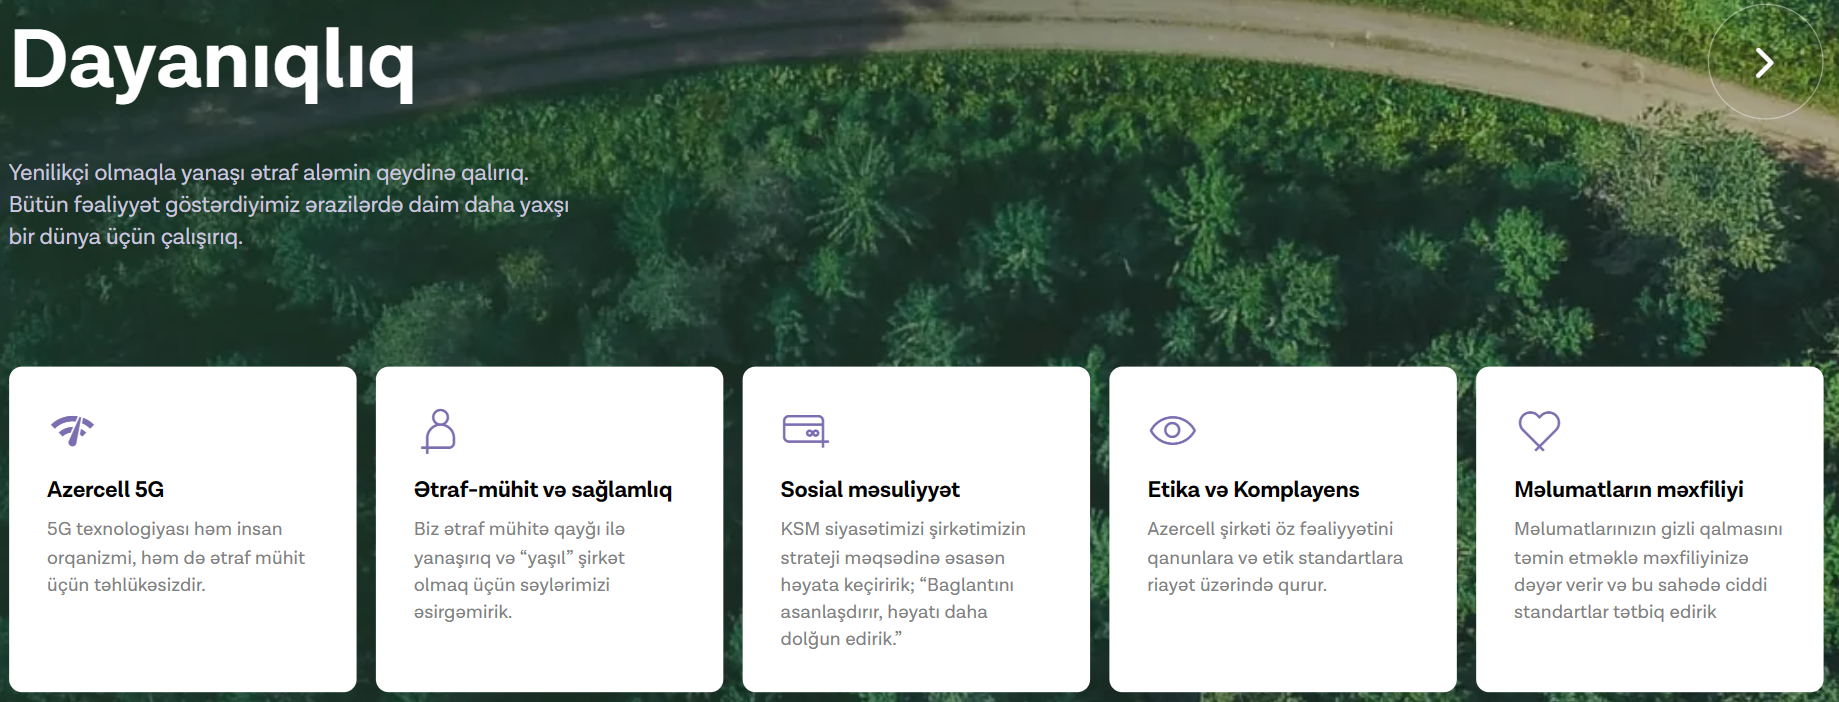 Dayanıqlıq
Yenilikçi olmaqla yanaşı ətraf aləmin qeydinə qalırıq.
Bütün fəaliyyət göstərdiyimiz ərazilərdə daim daha yaxşı
bir dünya üçün çalışırıq.
Azercell 5G
5G texnologiyası həm insan
orqanizmi, həm də ətraf mühit
üçün təhlükəsizdir.
Ətraf-mühit və sağlamlıq
Biz ətraf mühitə qayğı ilə
yanaşırıq və “yaşıl” şirkət
olmaq üçün səylərimizi
əsirgəmirik.
Sosial məsuliyyət
KSM siyasətimizi şirkətimizin
strateji məqsədinə əsasən
həyata keçiririk; “Baglantını
asanlaşdırır, həyatı daha
dolğun edirik.”
Etika və Komplayens
Azercell şirkəti öz fəaliyyətini
qanunlara və etik standartlara
riayət üzərində qurur.
Məlumatların məxfiliyi
Məlumatlarınızın gizli qalmasını
təmin etməklə məxfiliyinizə
dəyər verir və bu sahədə ciddi
standartlar tətbiq edirik